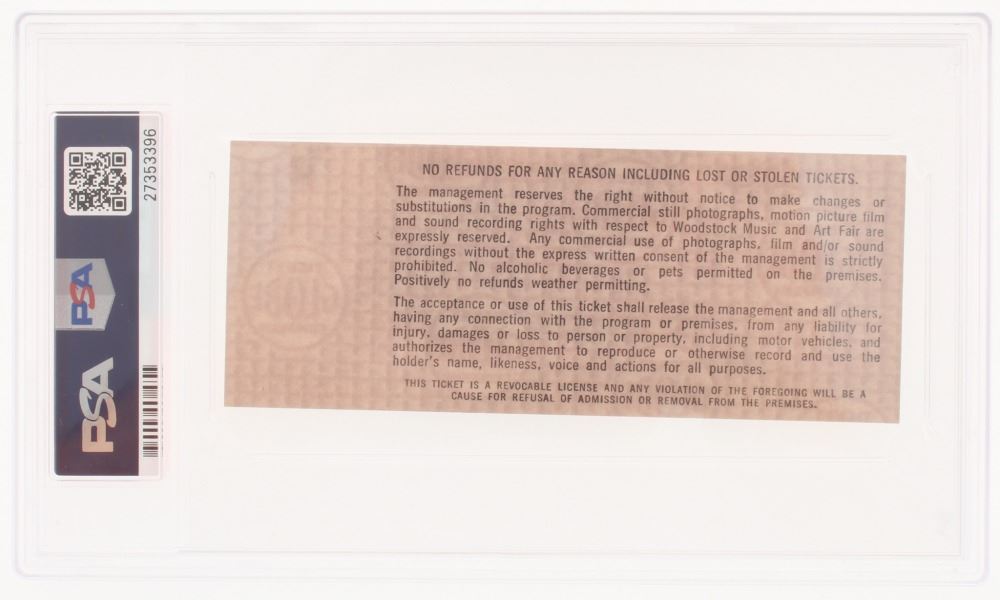 27353396
PSA
PSA
NO REFUNDS FOR ANY REASON INCLUDING LOST OR STOLEN TICKETS.
The management reserves the right without notice to make changes or
substitutions in the program. Commercial still photographs, motion picture film
and sound recording rights with respect to Woodstock Music and Art Fair are
expressly reserved. Any commercial use of photographs, film and/or sound
recordings without the express written consent of the management is strictly
prohibited. No alcoholic beverages or pets permitted on the premises.
Positively no refunds weather permitting.
The acceptance or use of this ticket shall release the management and all others,
having any connection with the program or premises, from any liability for
injury, damages or loss to person or property, including motor vehicles, and
authorizes the management to reproduce or otherwise record and use the
holder's name, likeness, voice and actions for all purposes.
THIS TICKET IS A REVOCABLE LICENSE AND ANY VIOLATION OF THE FOREGOING WILL BE A
CAUSE FOR REFUSAL OF ADMISSION OR REMOVAL FROM THE PREMISES.